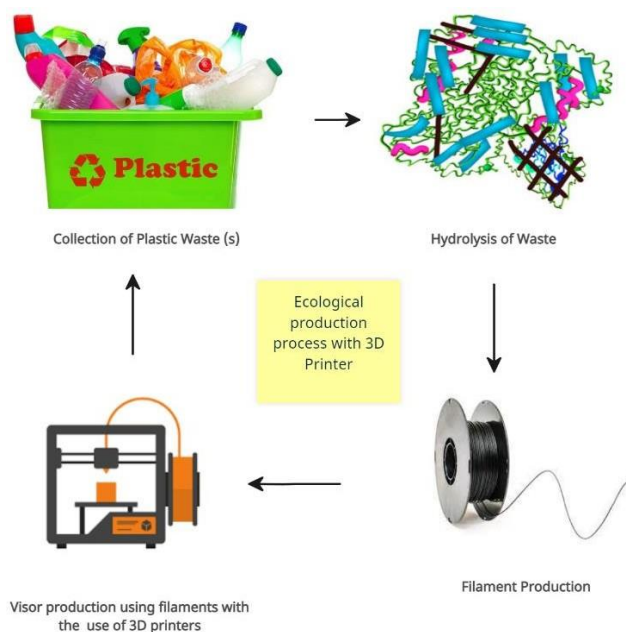 Plastic
Collection of Plastic Waste (s)
Hydrolysis of Waste
Ecological
production
process with 3D
Printer
Filament Production
Visor production using filaments with
the use of 3D printers